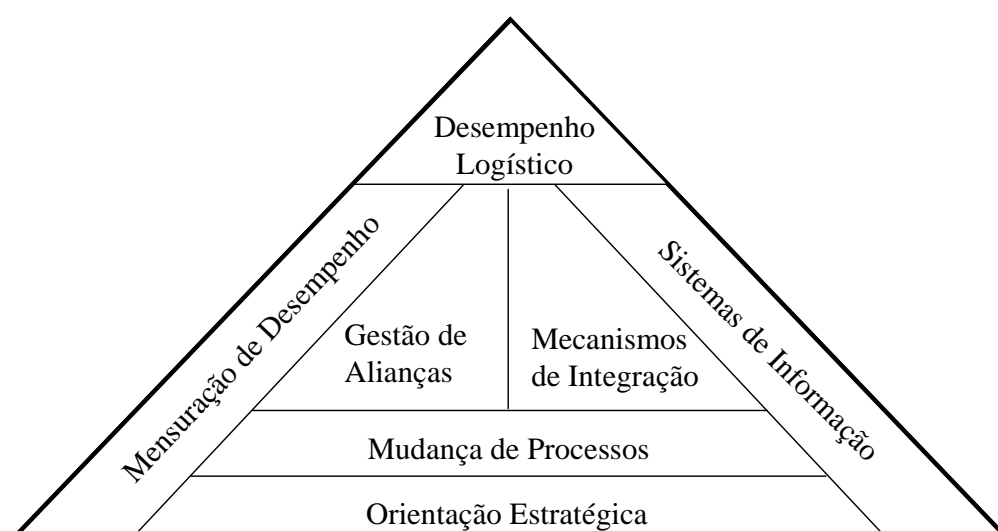 Desempenho
Logístico
Mensuração de Desempenho
Sistemas de Informação
Gestão de
Alianças
Mecanismos
de Integração
Mudança de Processos
Orientação Estratégica